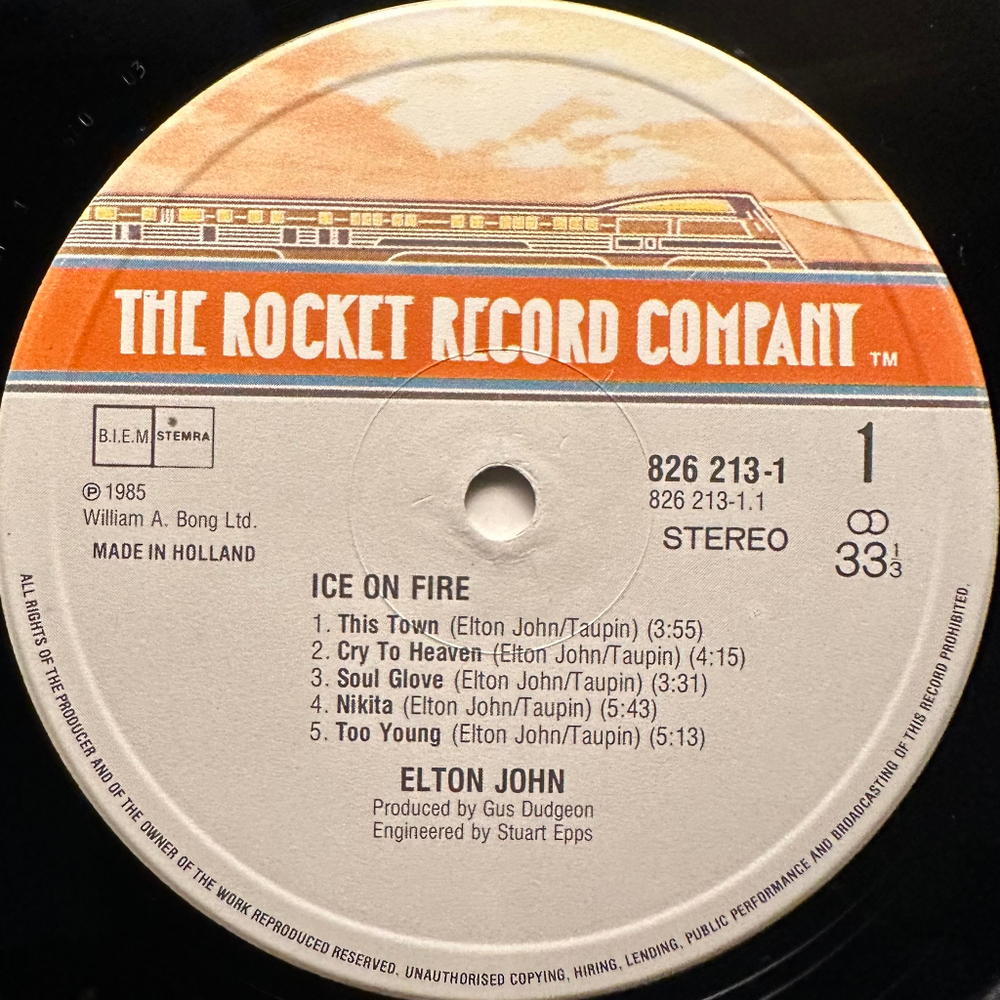 THE ROCKET RECORD COMPANY TM
B.I.E.M STEMRA
℗ 1985
William A. Bong Ltd.
MADE IN HOLLAND
826 213-1
826 213-1.1
STEREO
1
33 1/3
ICE ON FIRE
1. This Town (Elton John/Taupin) (3:55)
2. Cry To Heaven (Elton John/Taupin) (4:15)
3. Soul Glove (Elton John/Taupin) (3:31)
4. Nikita (Elton John/Taupin) (5:43)
5. Too Young (Elton John/Taupin) (5:13)
ELTON JOHN
Produced by Gus Dudgeon
Engineered by Stuart Epps
ALL RIGHTS OF THE PRODUCER AND OF THE OWNER OF THE WORK REPRODUCED RESERVED. UNAUTHORISED COPYING, HIRING, LENDING, PUBLIC PERFORMANCE AND BROADCASTING OF THIS RECORD PROHIBITED.